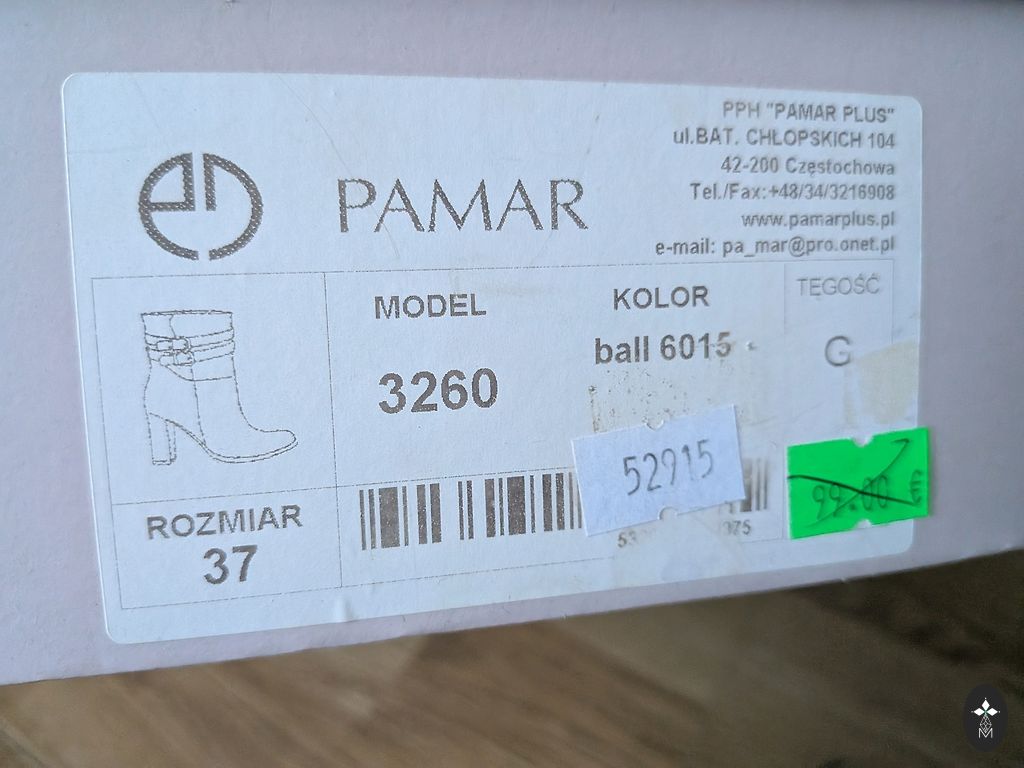 PPH "PAMAR PLUS"
ul.BAT. CHŁOPSKICH 104
42-200 Częstochowa
Tel./Fax:+48/34/3216908
www.pamarplus.pl
e-mail: pa_mar@pro.onet.pl
PAMAR
MODEL
3260
KOLOR
ball 6015
TĘGOŚĆ
G
ROZMIAR
37
52915
99.00
M